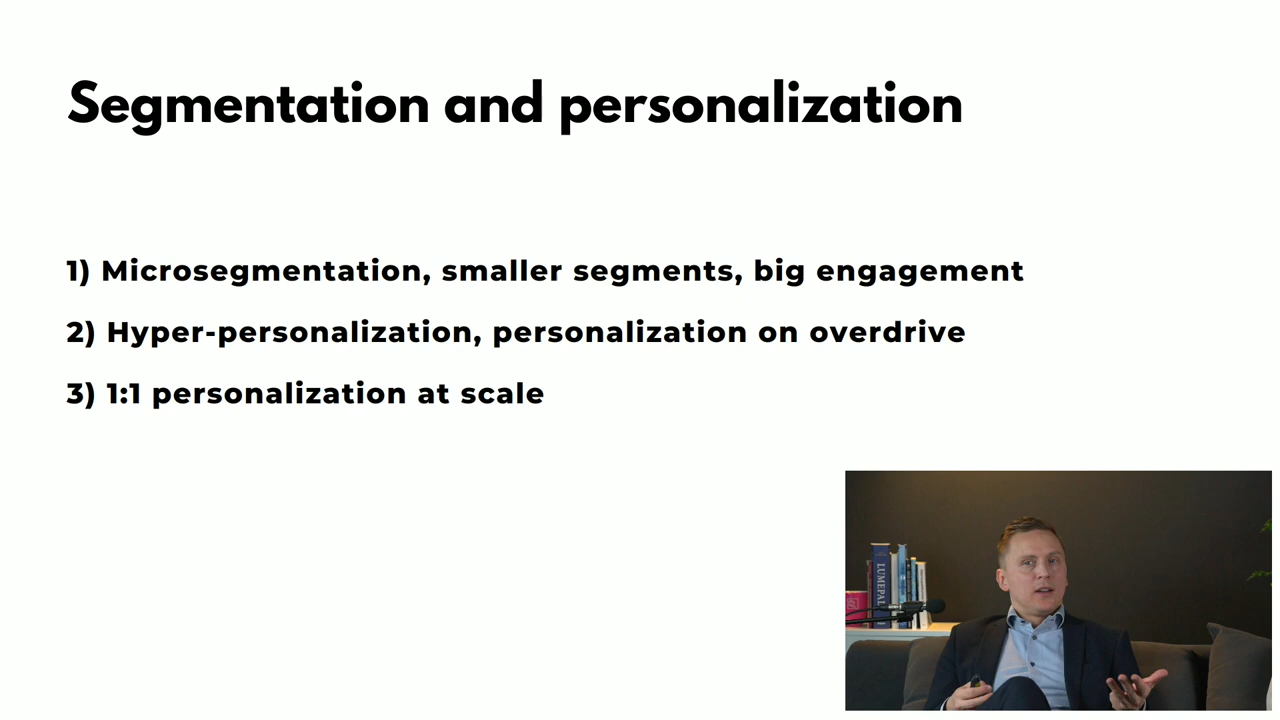 Segmentation and personalization
1) Microsegmentation, smaller segments, big engagement
2) Hyper-personalization, personalization on overdrive
3) 1:1 personalization at scale
LUMEPAL